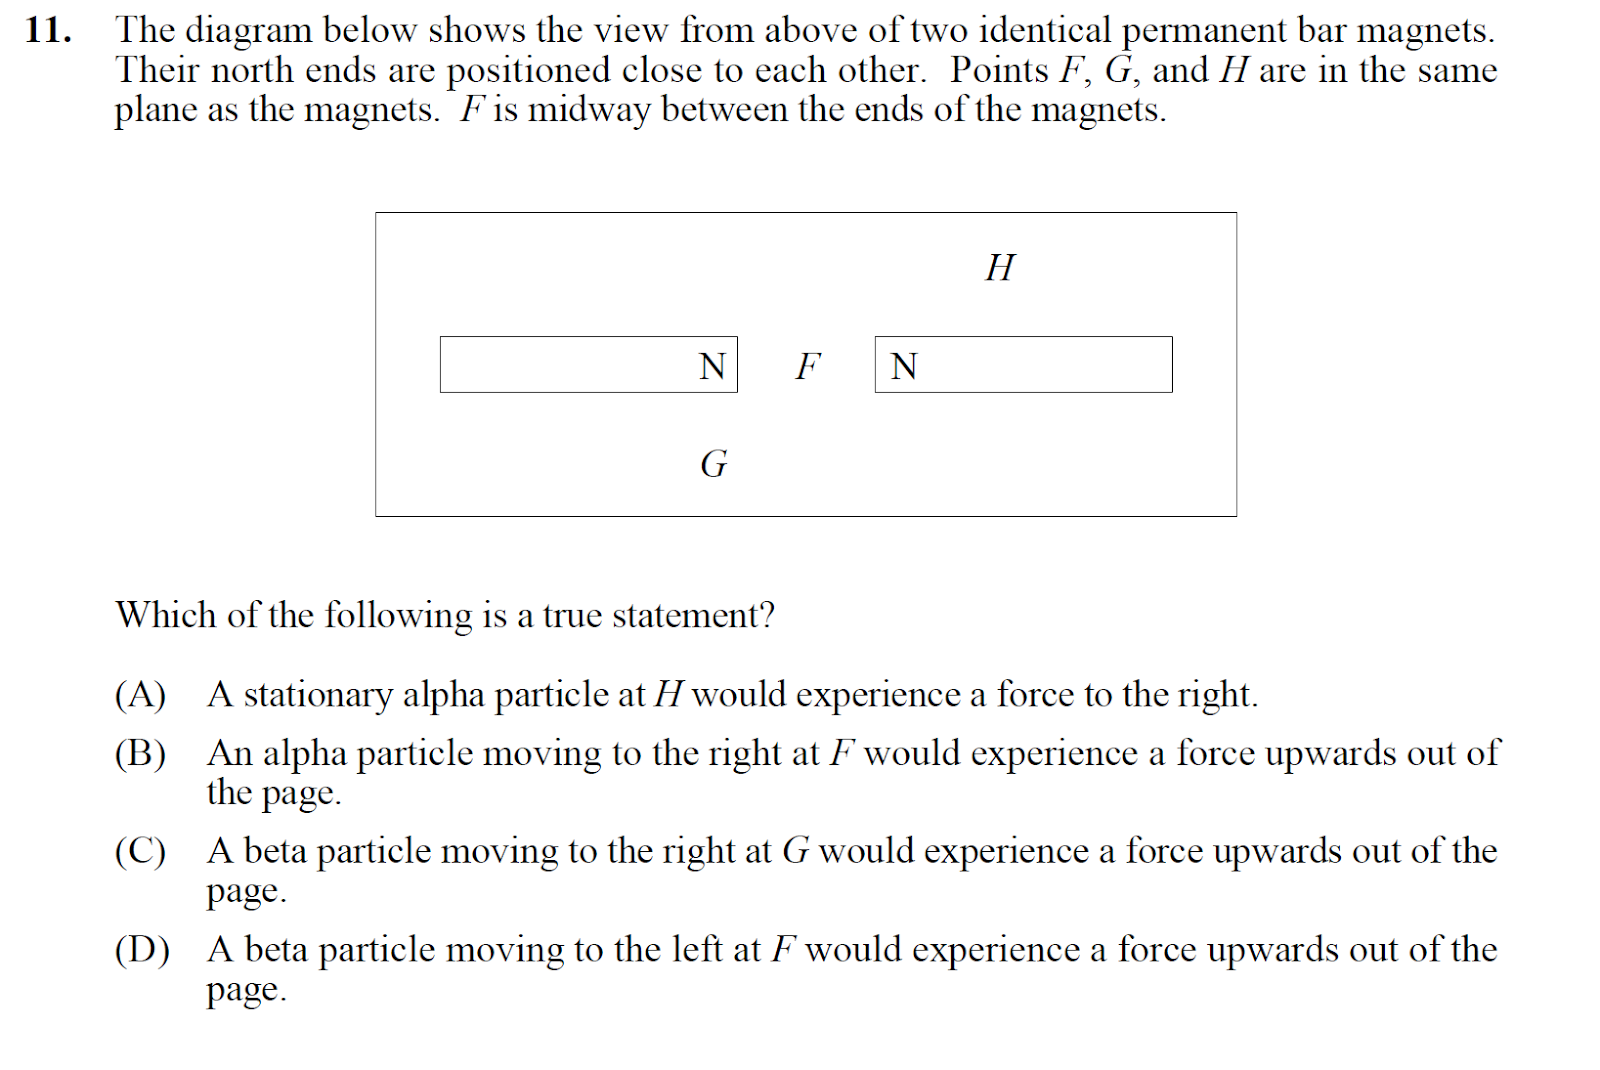 11. The diagram below shows the view from above of two identical permanent bar magnets.
Their north ends are positioned close to each other. Points F, G, and H are in the same
plane as the magnets. F is midway between the ends of the magnets.
H
N F N
G
Which of the following is a true statement?
(A) A stationary alpha particle at H would experience a force to the right.
(B) An alpha particle moving to the right at F would experience a force upwards out of
the page.
(C) A beta particle moving to the right at G would experience a force upwards out of the
page.
(D) A beta particle moving to the left at F would experience a force upwards out of the
page.